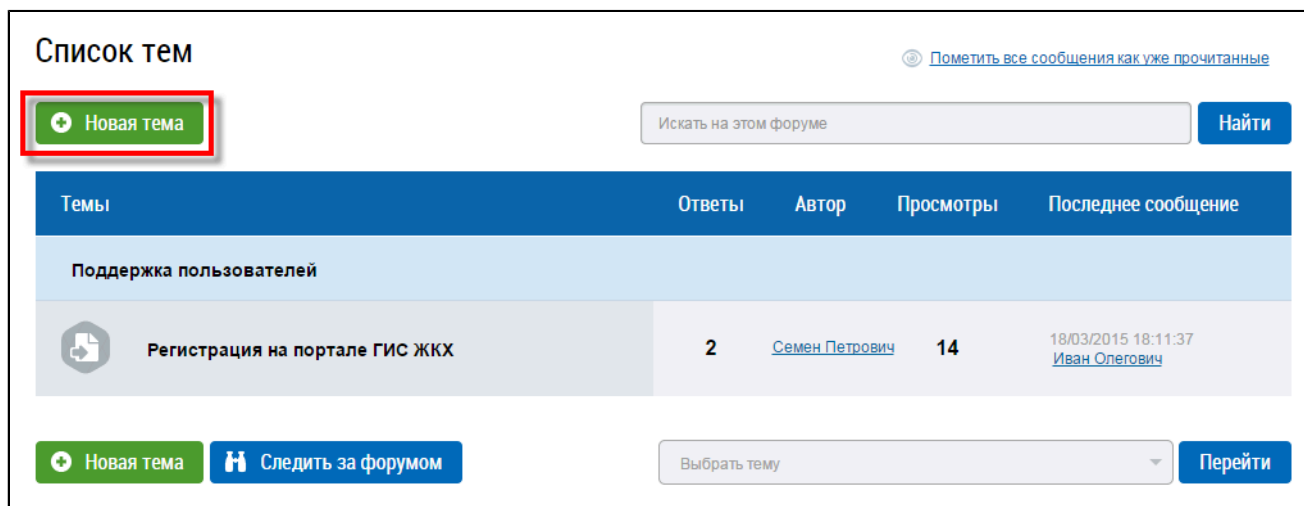 Список тем
Пометить все сообщения как уже прочитанные
Новая тема
Искать на этом форуме
Найти
Темы
Ответы
Автор
Просмотры
Последнее сообщение
Поддержка пользователей
Регистрация на портале ГИС ЖКХ
2
Семен Петрович
14
18/03/2015 18:11:37
Иван Олегович
Новая тема
Следить за форумом
Выбрать тему
Перейти